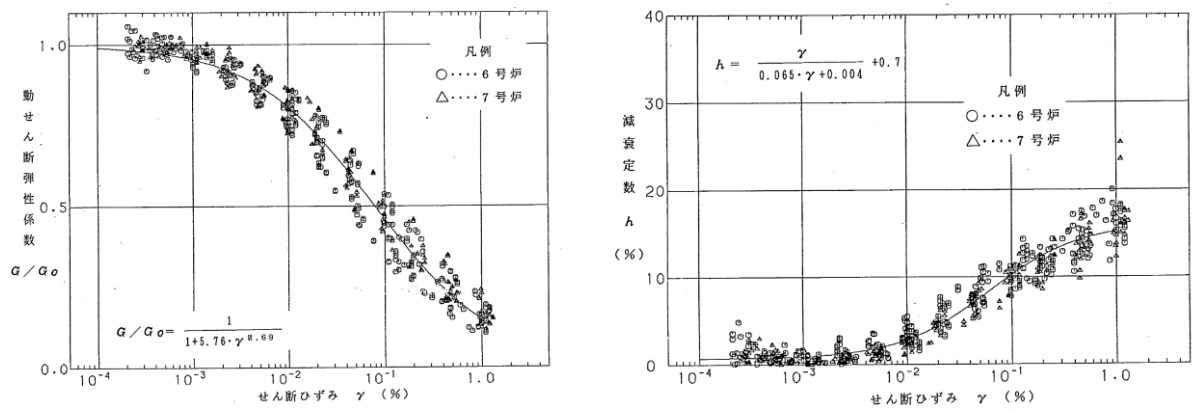 1.0
0.5
0.0
動せん断弾性係数
G/Go
凡例
○‥‥6号炉
△‥‥7号炉
G/Go= 1
1+5.76·γ^0.69
10^-4 10^-3 10^-2 10^-1 1.0
せん断ひずみ γ (%)
40
30
20
10
0
減衰定数
h
(%)
h = γ
0.065·γ+0.004 +0.7
凡例
○‥‥6号炉
△‥‥7号炉
10^-4 10^-3 10^-2 10^-1 1.0
せん断ひずみ γ (%)